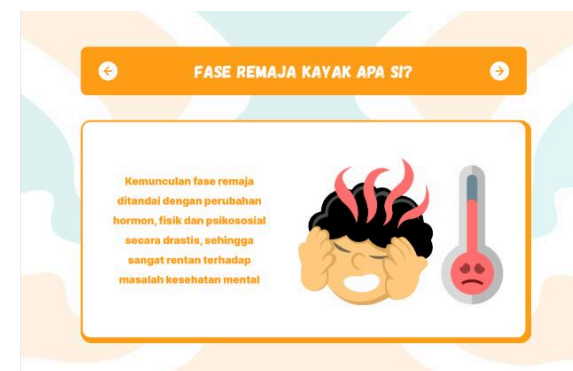 FASE REMAJA KAYAK APA SI?
Kemunculan fase remaja
ditandai dengan perubahan
hormon, fisik dan psikososial
secara drastis, sehingga
sangat rentan terhadap
masalah kesehatan mental